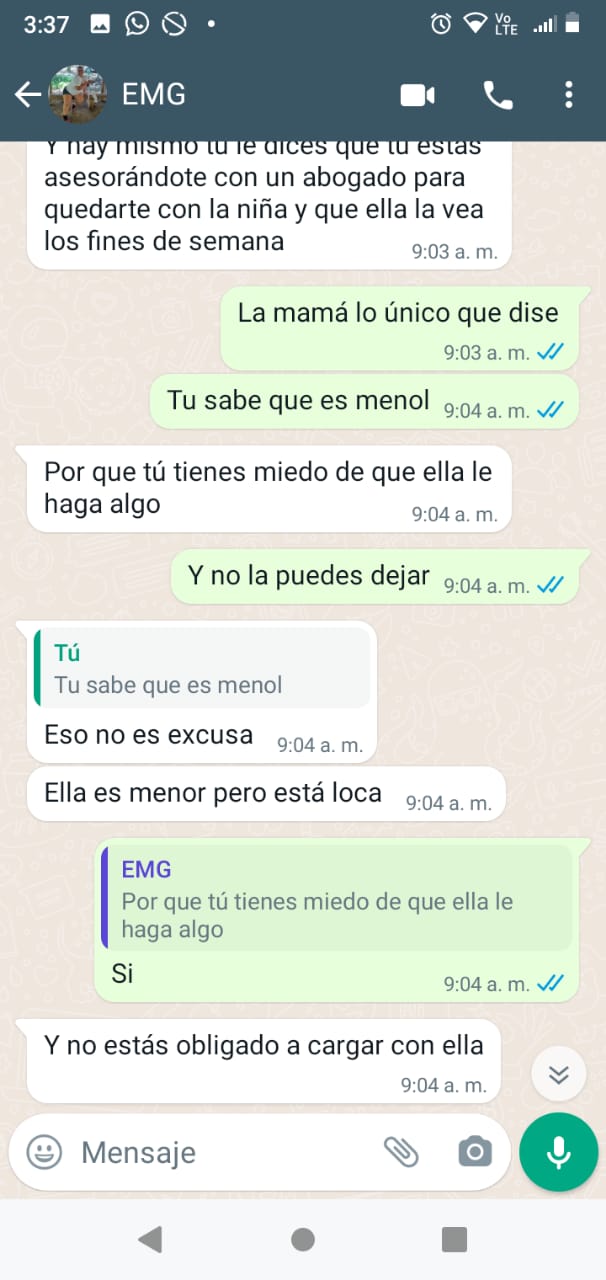 3:37
Vo
LTE
EMG
Y hay mismo tú le dices que tú estás
asesorándote con un abogado para
quedarte con la niña y que ella la vea
los fines de semana
9:03 a. m.
La mamá lo único que dise
9:03 a. m.
Tu sabe que es menol 9:04 a. m.
Por que tú tienes miedo de que ella le
haga algo
9:04 a. m.
Y no la puedes dejar 9:04 a. m.
Tú
Tu sabe que es menol
Eso no es excusa 9:04 a. m.
Ella es menor pero está loca 9:04 a. m.
EMG
Por que tú tienes miedo de que ella le
haga algo
Si 9:04 a. m.
Y no estás obligado a cargar con ella
9:04 a. m.
Mensaje